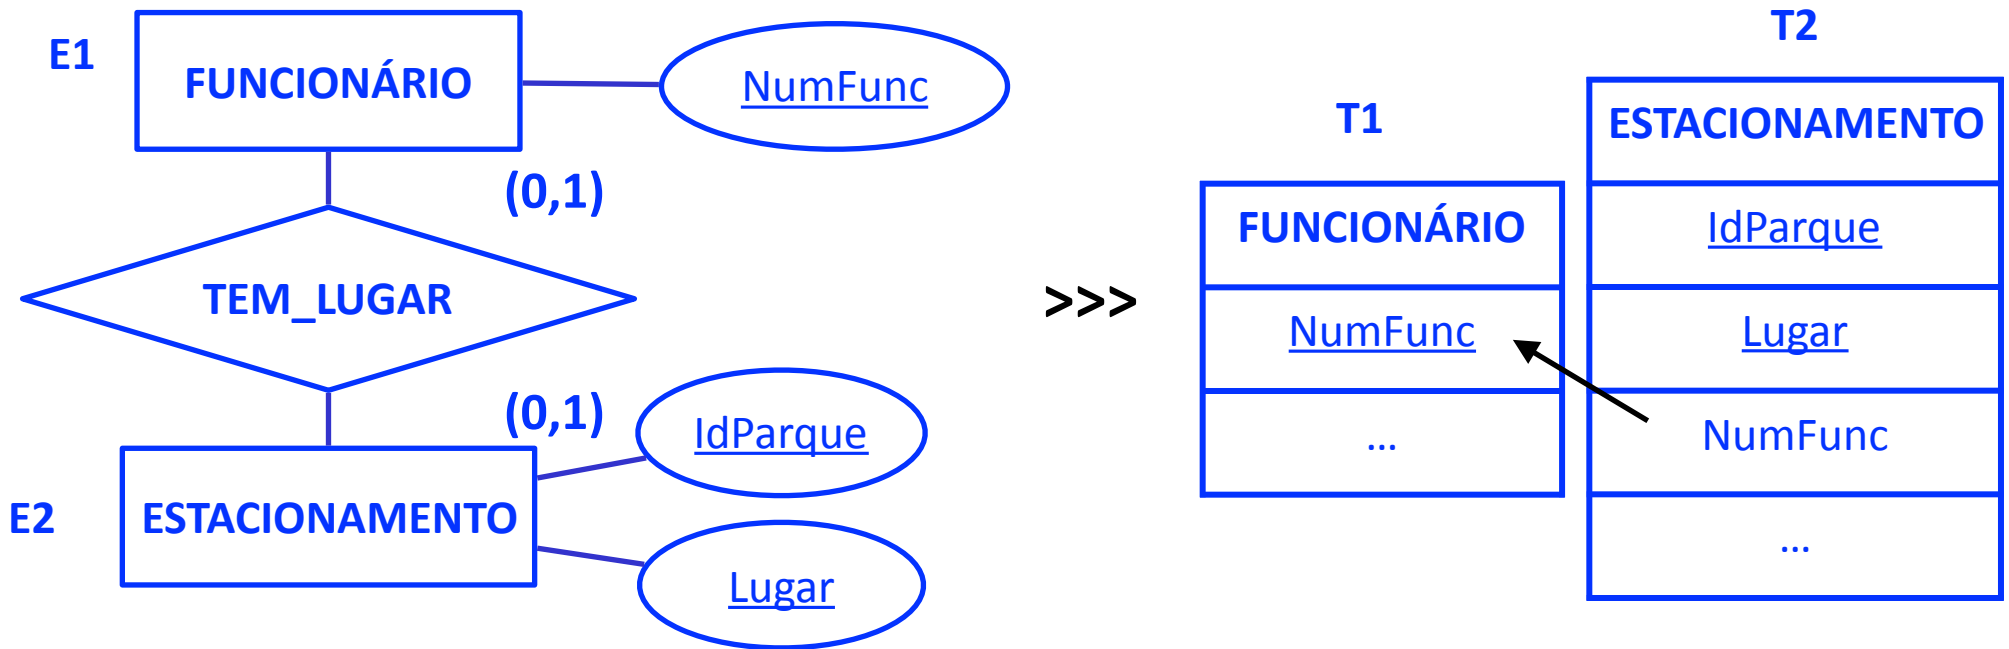 E1
FUNCIONÁRIO
NumFunc
(0,1)
TEM_LUGAR
(0,1)
IdParque
E2
ESTACIONAMENTO
Lugar
>>>
T1
FUNCIONÁRIO
NumFunc
...
T2
ESTACIONAMENTO
IdParque
Lugar
NumFunc
...